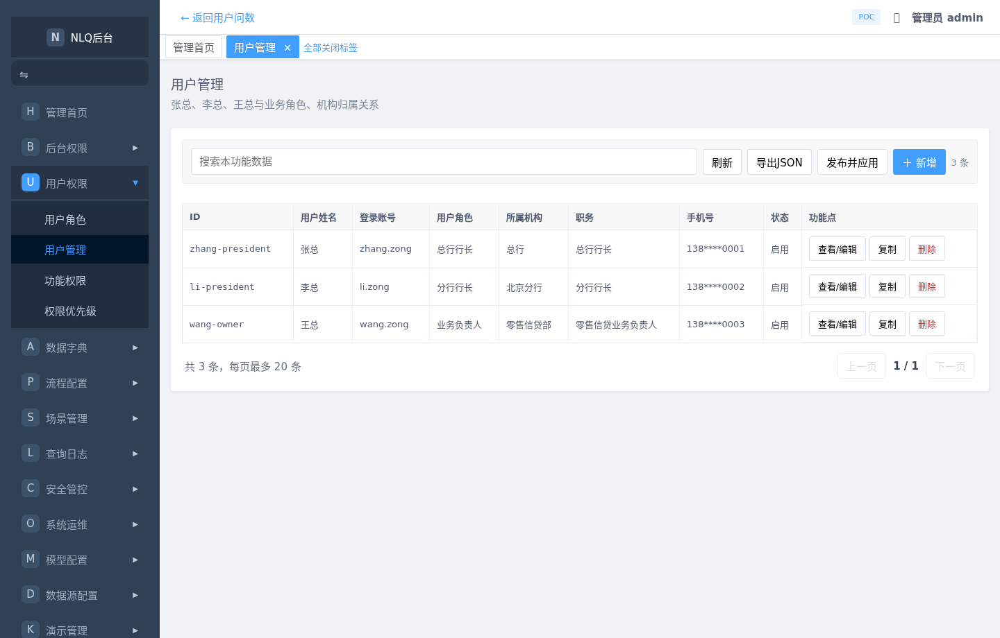 N NLQ后台
⇋
H 管理首页
B 后台权限 ▶
U 用户权限 ▼
用户角色
用户管理
功能权限
权限优先级
A 数据字典 ▶
P 流程配置 ▶
S 场景管理 ▶
L 查询日志 ▶
C 安全管控 ▶
O 系统运维 ▶
M 模型配置 ▶
D 数据源配置 ▶
K 演示管理 ▶
← 返回用户问数 POC 管理员 admin
管理首页 用户管理 × 全部关闭标签
用户管理
张总、李总、王总与业务角色、机构归属关系
搜索本功能数据 刷新 导出JSON 发布并应用 ＋ 新增 3 条
ID 用户姓名 登录账号 用户角色 所属机构 职务 手机号 状态 功能点
zhang-president 张总 zhang.zong 总行行长 总行 总行行长 138****0001 启用 查看/编辑 复制 删除
li-president 李总 li.zong 分行行长 北京分行 分行行长 138****0002 启用 查看/编辑 复制 删除
wang-owner 王总 wang.zong 业务负责人 零售信贷部 零售信贷业务负责人 138****0003 启用 查看/编辑 复制 删除
共 3 条，每页最多 20 条 上一页 1 / 1 下一页